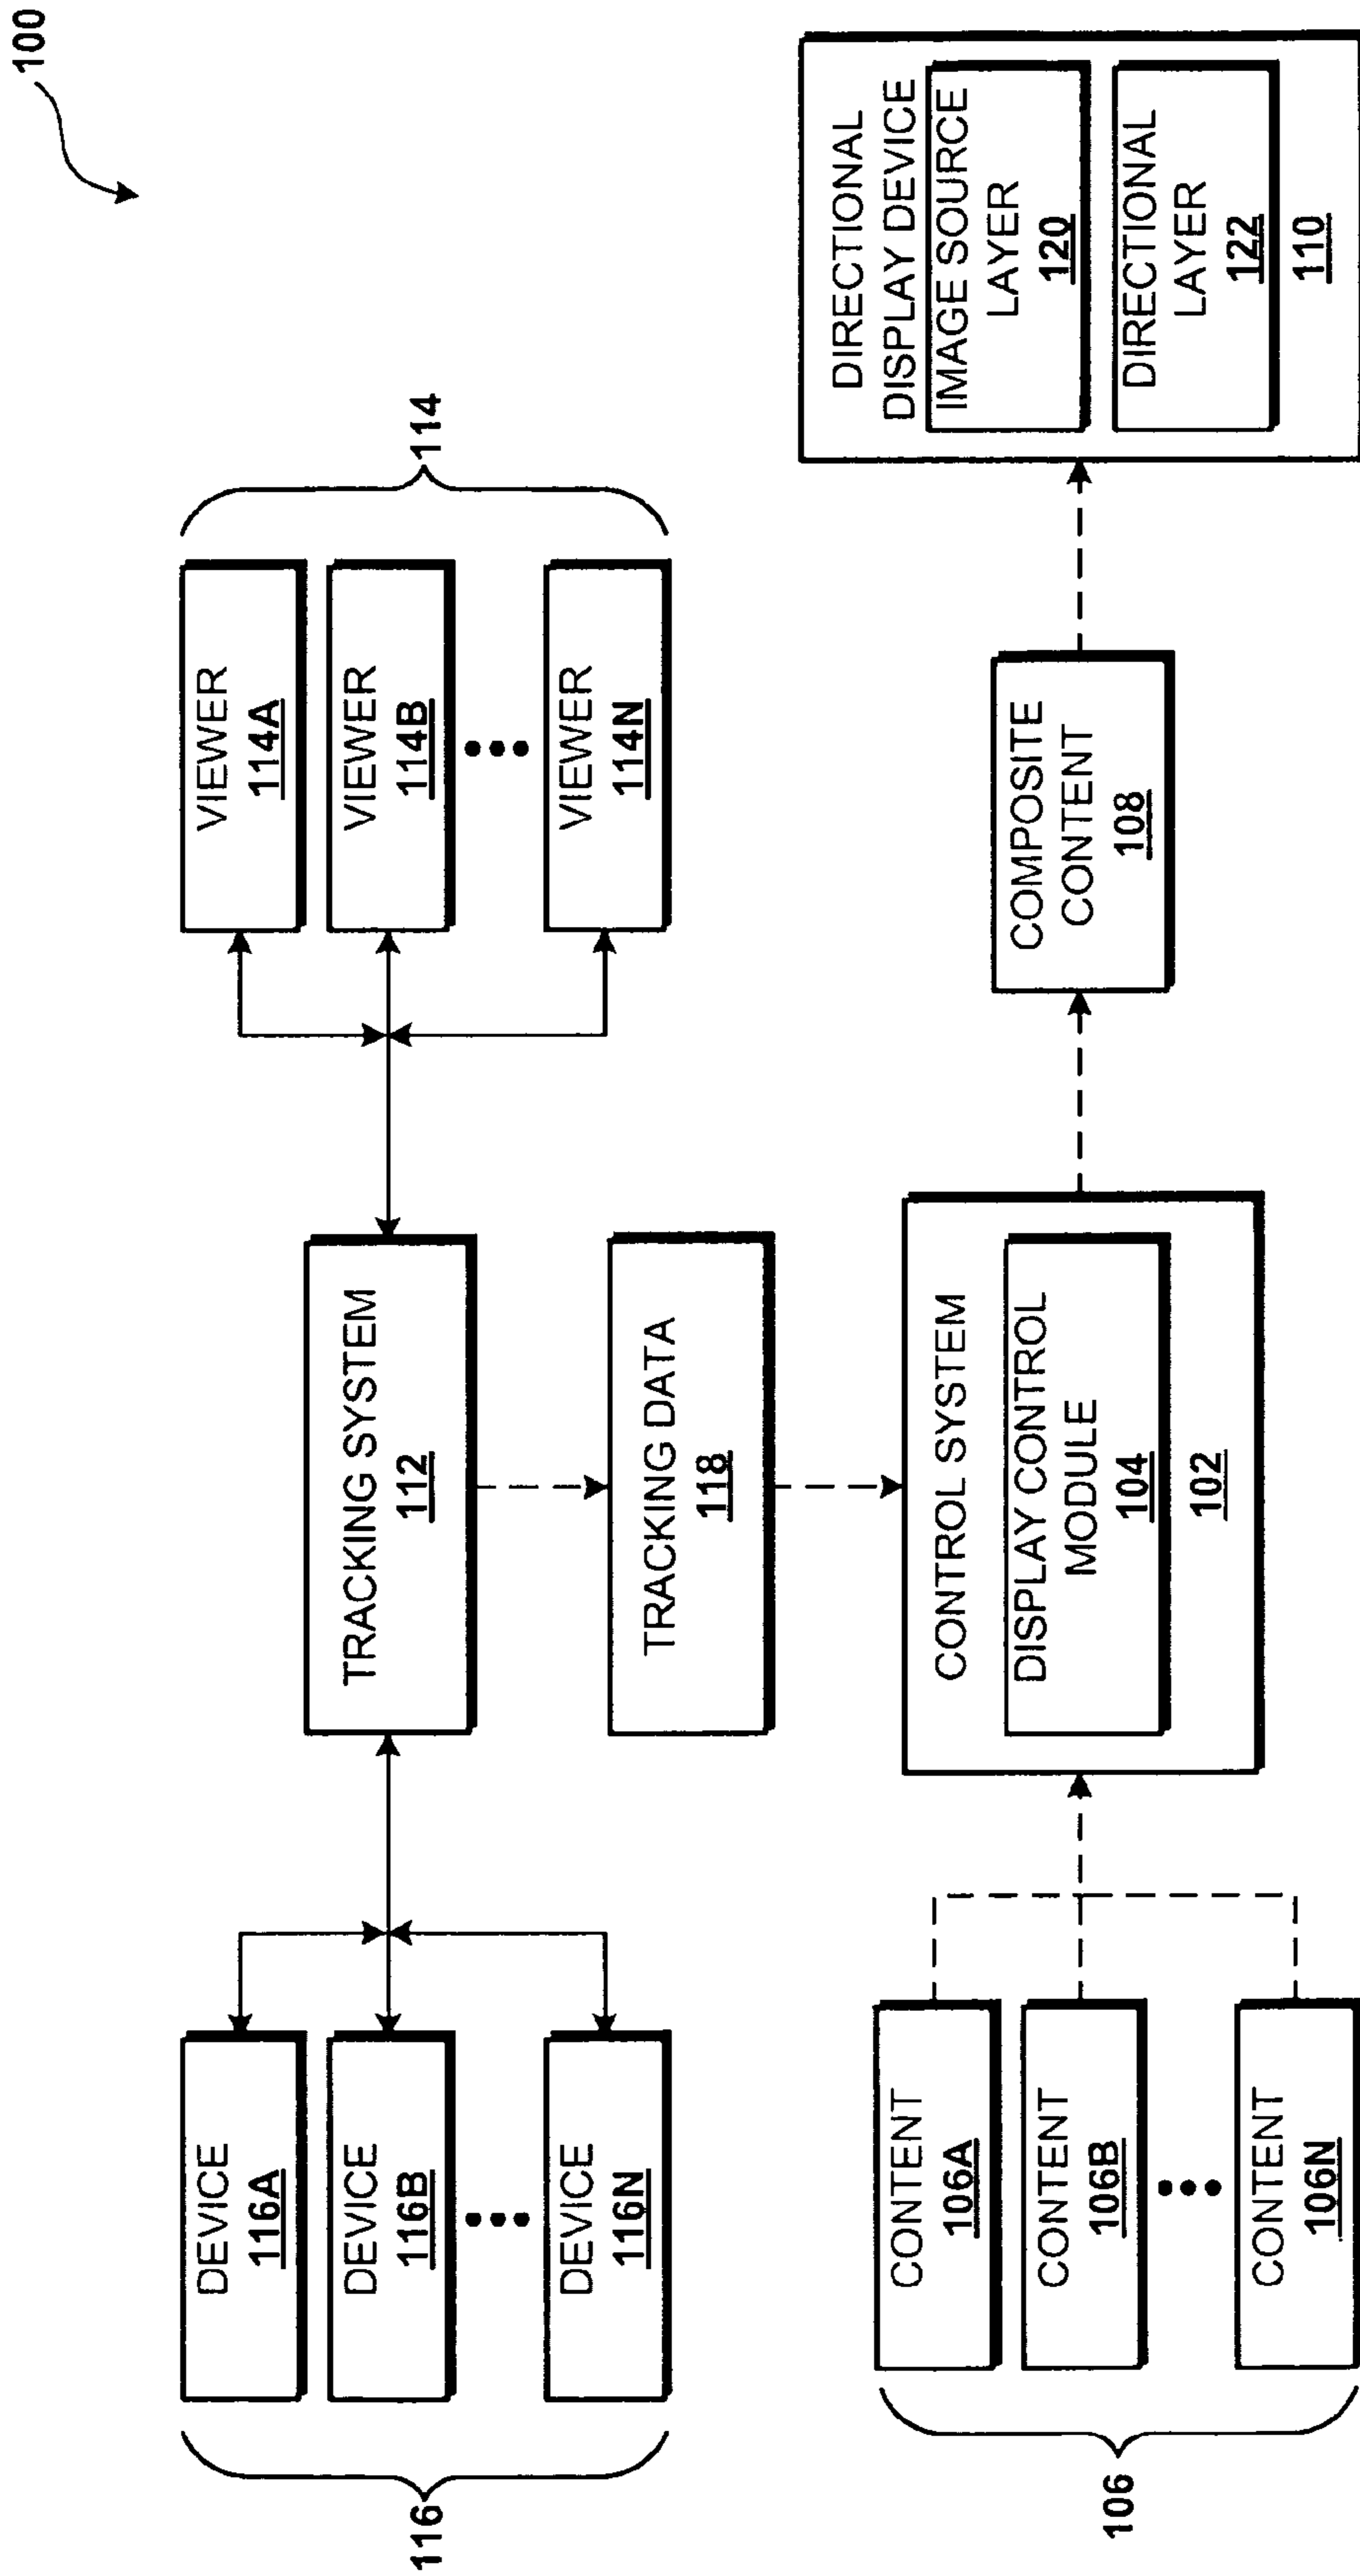 100
DEVICE
116A
DEVICE
116B
DEVICE
116N
116
TRACKING SYSTEM
112
VIEWER
114A
VIEWER
114B
VIEWER
114N
114
TRACKING DATA
118
CONTENT
106A
CONTENT
106B
CONTENT
106N
106
CONTROL SYSTEM
DISPLAY CONTROL
MODULE
104
102
COMPOSITE
CONTENT
108
DIRECTIONAL
DISPLAY DEVICE
IMAGE SOURCE
LAYER
120
DIRECTIONAL
LAYER
122
110